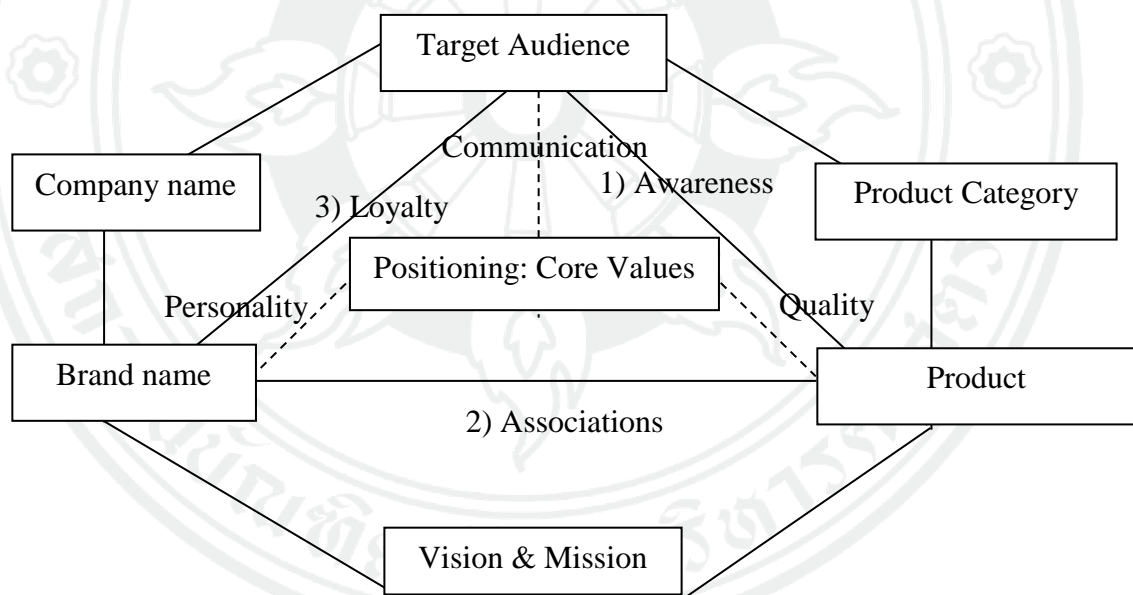 Target Audience
Communication
Company name
1) Awareness
Product Category
3) Loyalty
Positioning: Core Values
Personality
Quality
Brand name
Product
2) Associations
Vision & Mission